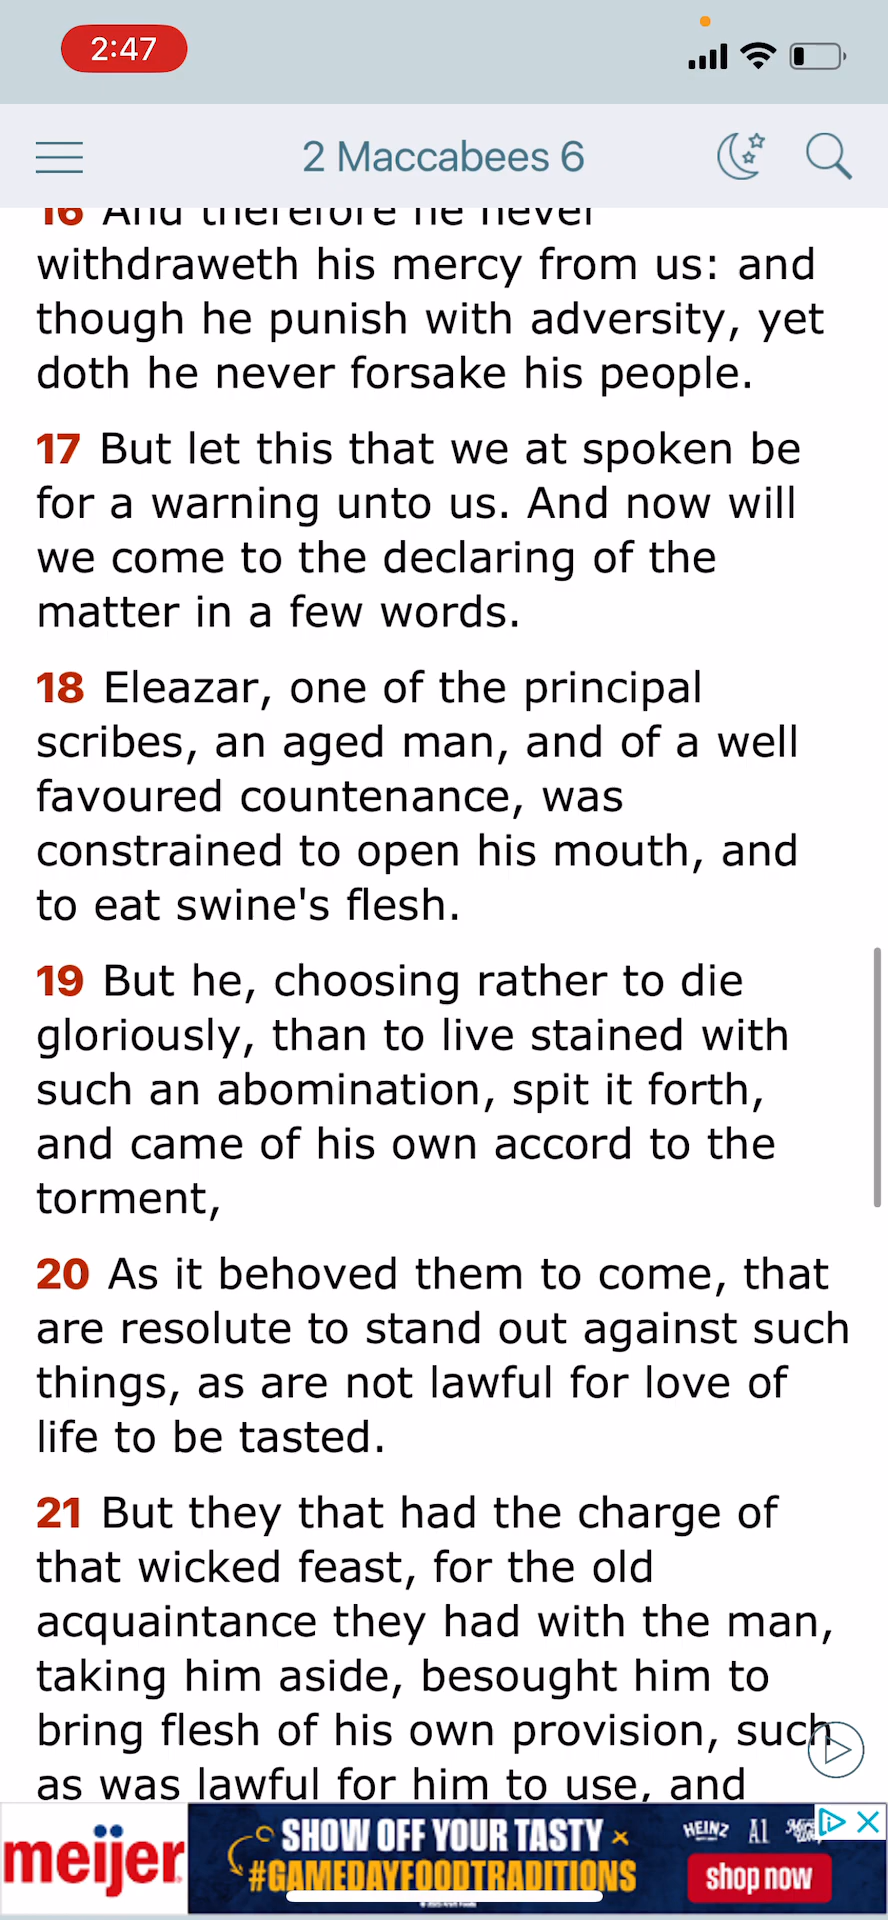 2:47
2 Maccabees 6
16 And therefore he never
withdraweth his mercy from us: and
though he punish with adversity, yet
doth he never forsake his people.
17 But let this that we at spoken be
for a warning unto us. And now will
we come to the declaring of the
matter in a few words.
18 Eleazar, one of the principal
scribes, an aged man, and of a well
favoured countenance, was
constrained to open his mouth, and
to eat swine's flesh.
19 But he, choosing rather to die
gloriously, than to live stained with
such an abomination, spit it forth,
and came of his own accord to the
torment,
20 As it behoved them to come, that
are resolute to stand out against such
things, as are not lawful for love of
life to be tasted.
21 But they that had the charge of
that wicked feast, for the old
acquaintance they had with the man,
taking him aside, besought him to
bring flesh of his own provision, such
as was lawful for him to use, and
meijer
SHOW OFF YOUR TASTY
#GAMEDAYFOODTRADITIONS
HEINZ A1
shop now